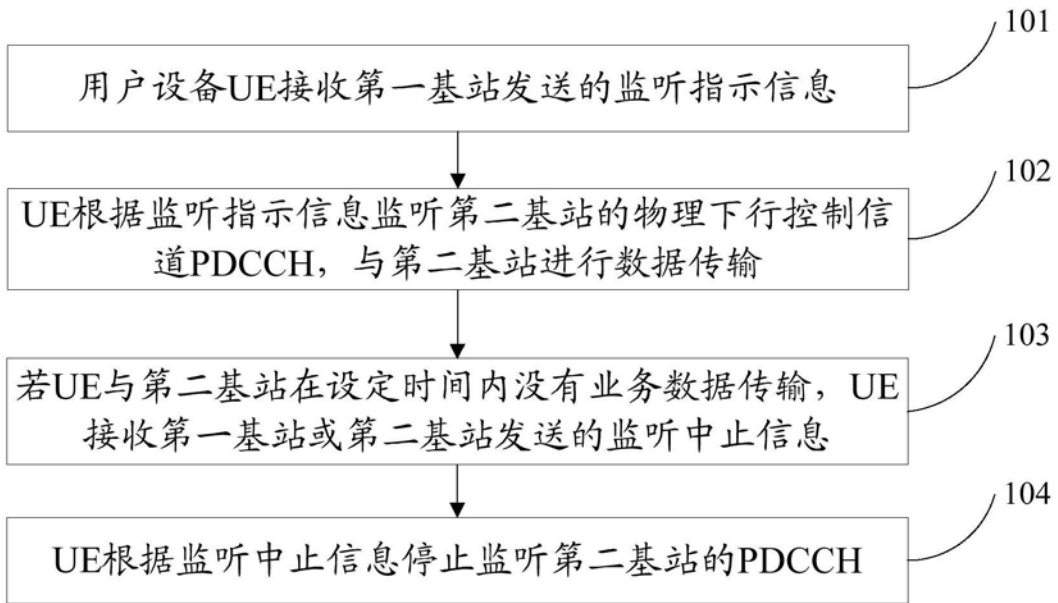 101
用户设备UE接收第一基站发送的监听指示信息
102
UE根据监听指示信息监听第二基站的物理下行控制信
道PDCCH，与第二基站进行数据传输
103
若UE与第二基站在设定时间内没有业务数据传输，UE
接收第一基站或第二基站发送的监听中止信息
104
UE根据监听中止信息停止监听第二基站的PDCCH